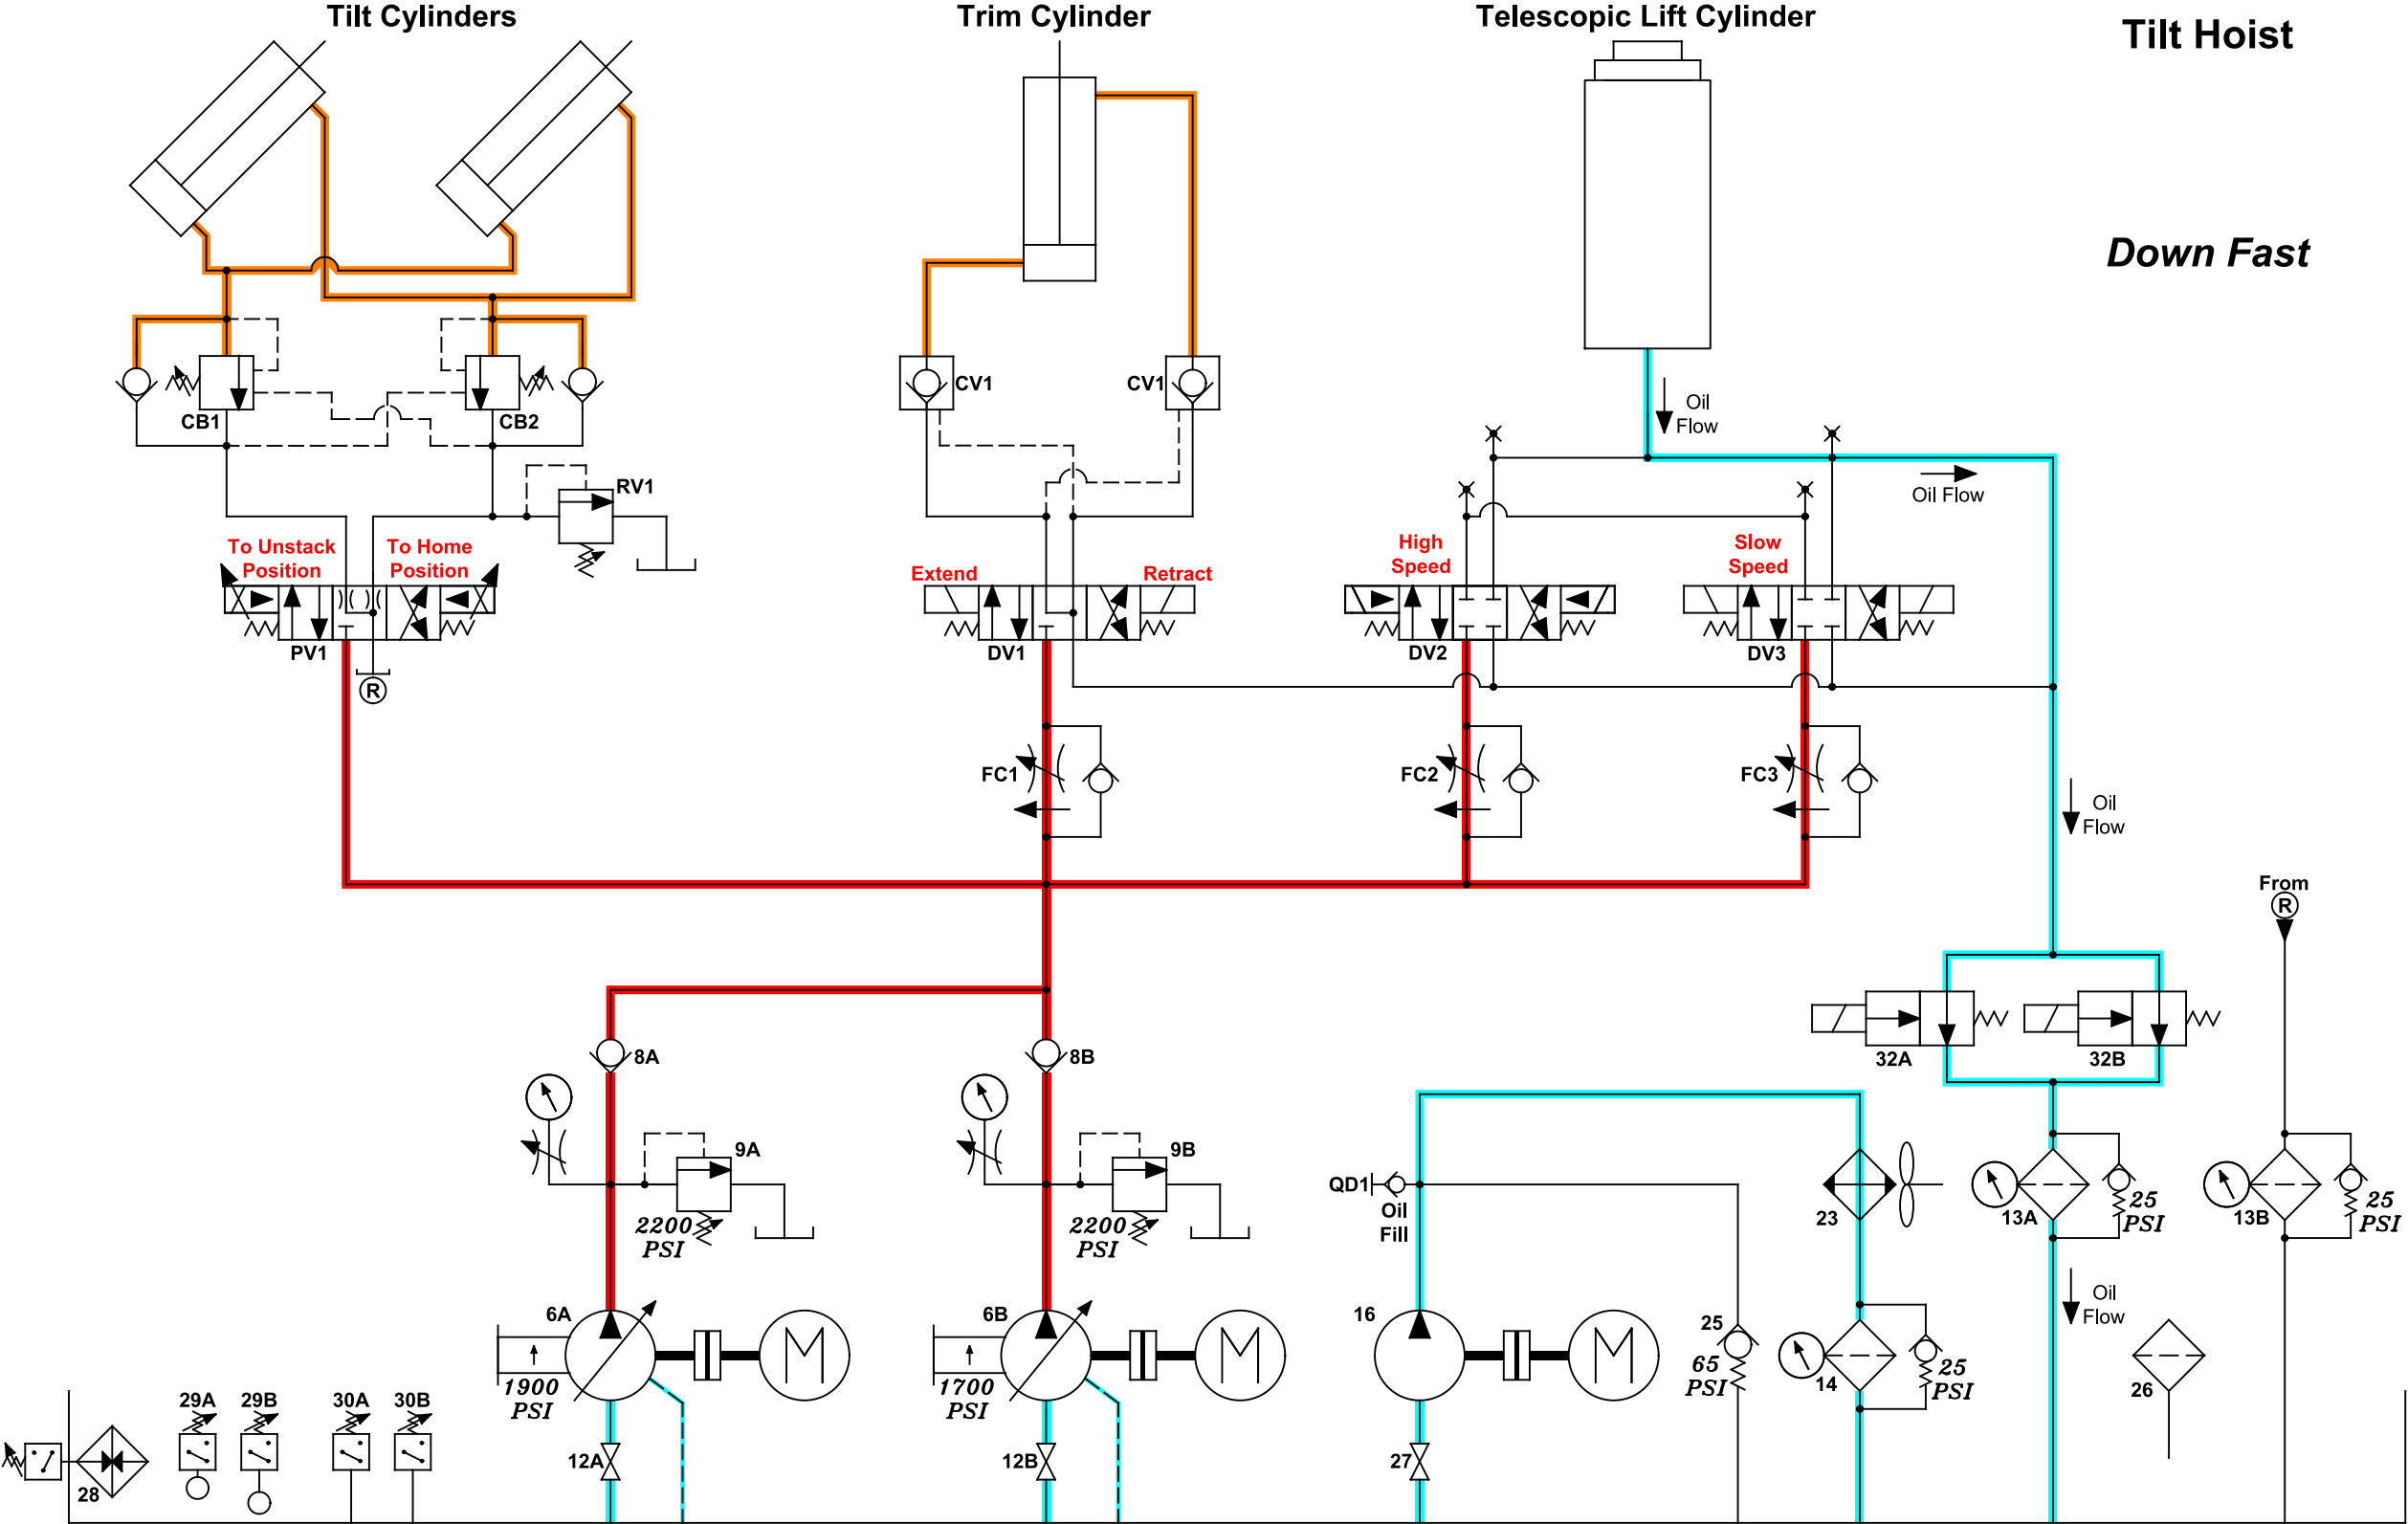 Tilt Cylinders
Trim Cylinder
Telescopic Lift Cylinder
Tilt Hoist
Down Fast
CB1
CB2
CV1
CV1
Oil
Flow
Oil Flow
RV1
To Unstack
Position
To Home
Position
Extend
Retract
High
Speed
Slow
Speed
PV1
R
DV1
DV2
DV3
FC1
FC2
FC3
Oil
Flow
From
R
8A
8B
32A
32B
9A
2200
PSI
9B
2200
PSI
QD1
Oil
Fill
23
13A
25
PSI
13B
25
PSI
6A
M
1900
PSI
6B
M
1700
PSI
16
M
25
65
PSI
14
25
PSI
Oil
Flow
26
29A
29B
30A
30B
28
12A
12B
27